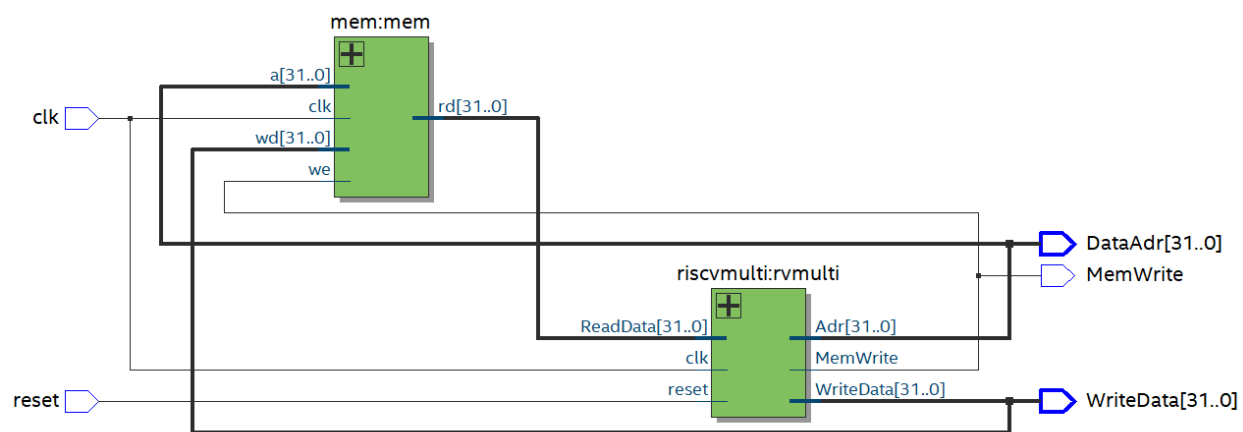 mem:mem
a[31..0]
clk
wd[31..0]
we
rd[31..0]
clk
DataAdr[31..0]
MemWrite
riscvmulti:rvmulti
ReadData[31..0]
clk
reset
Adr[31..0]
MemWrite
WriteData[31..0]
reset
WriteData[31..0]